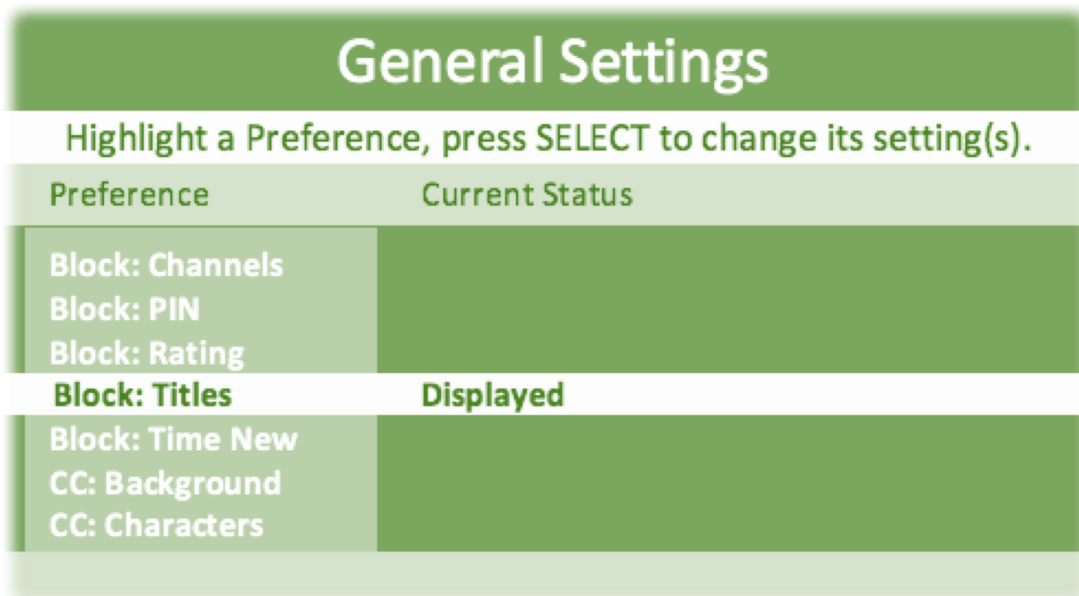 General Settings
Highlight a Preference, press SELECT to change its setting(s).
Preference Current Status
Block: Channels
Block: PIN
Block: Rating
Block: Titles Displayed
Block: Time New
CC: Background
CC: Characters